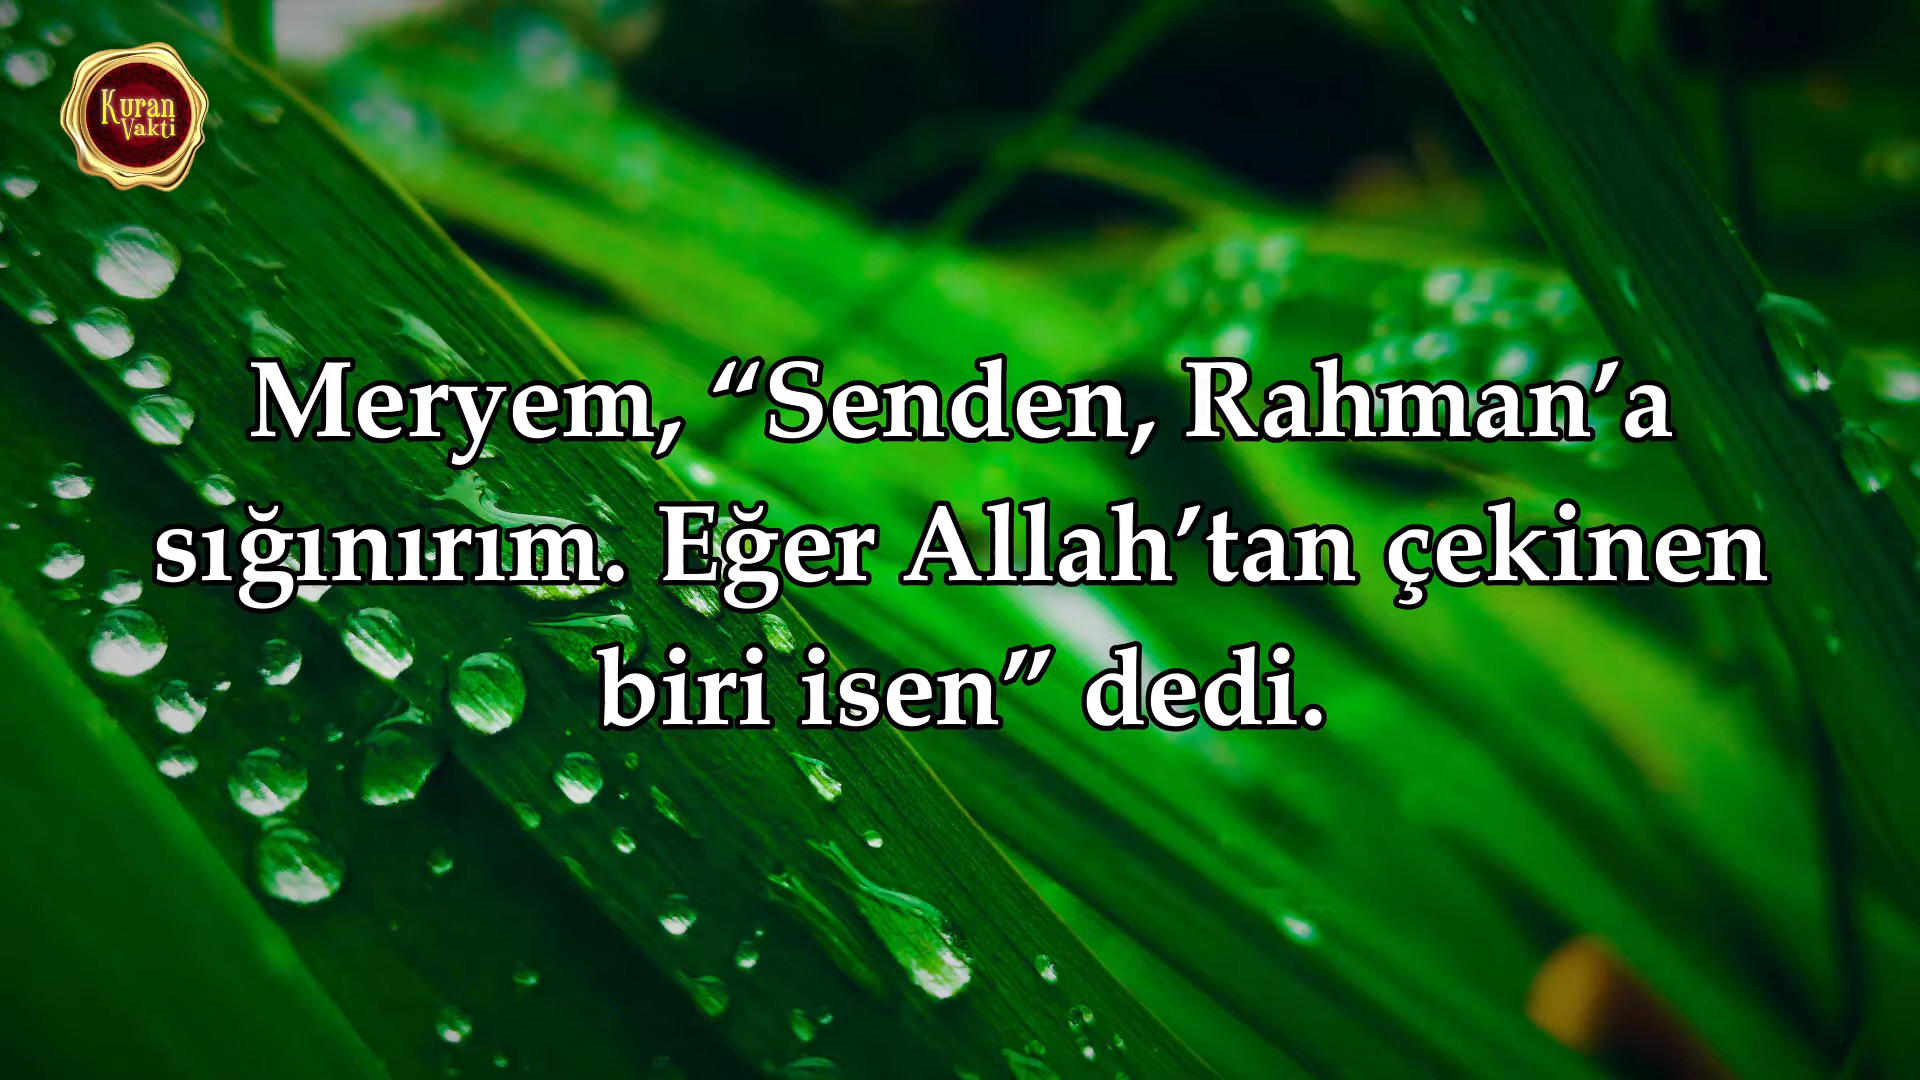 Kuran
Vakti
Meryem, “Senden, Rahman’a
sığınırım. Eğer Allah’tan çekinen
biri isen” dedi.